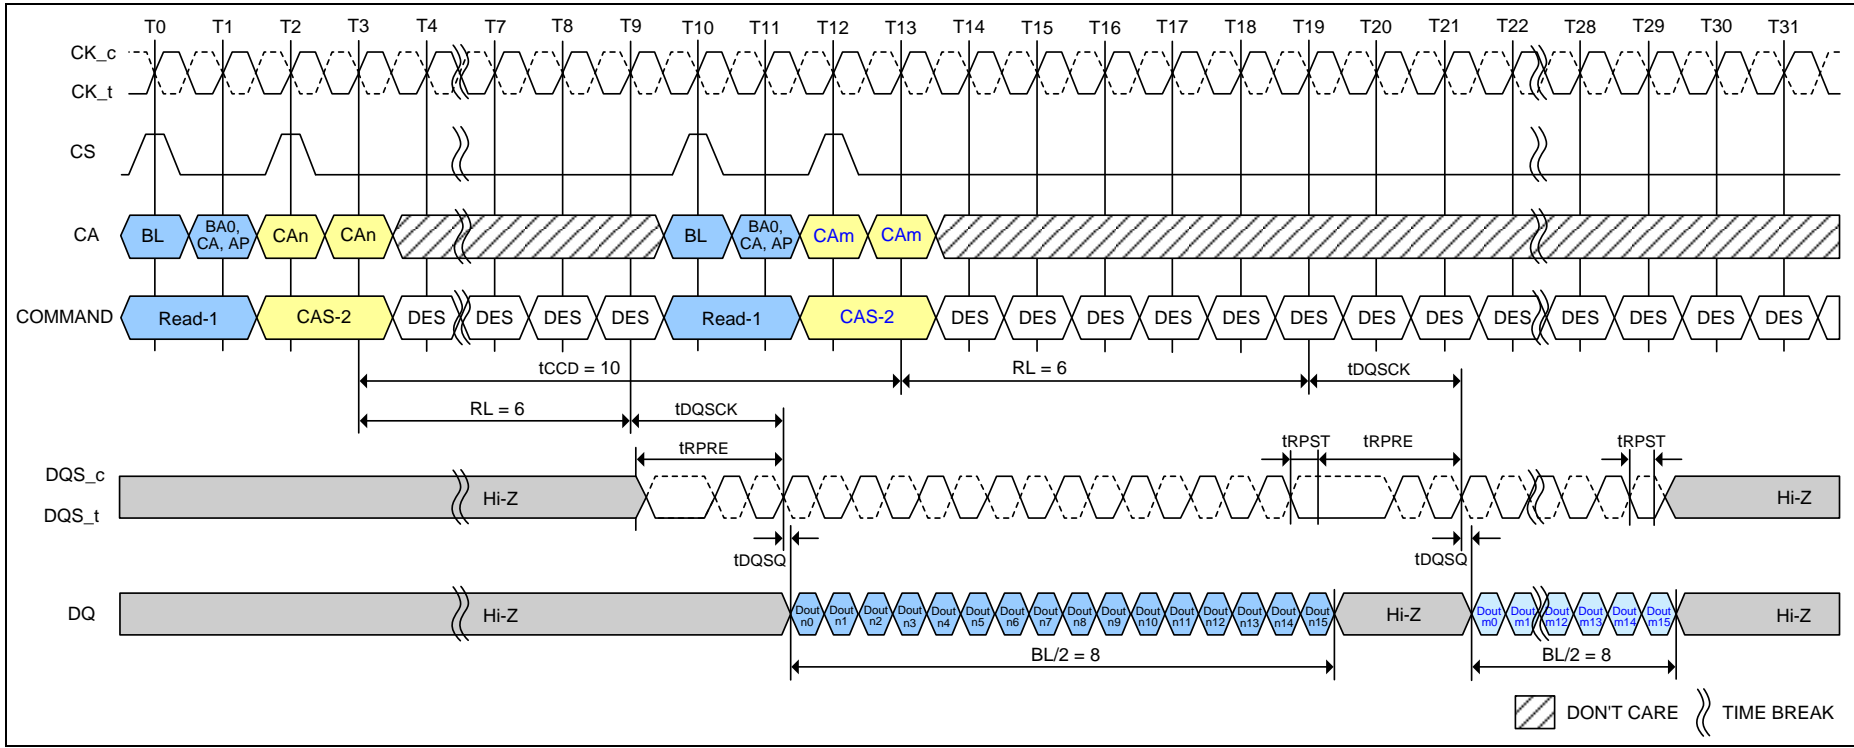 T0 T1 T2 T3 T4 T7 T8 T9 T10 T11 T12 T13 T14 T15 T16 T17 T18 T19 T20 T21 T22 T28 T29 T30 T31
CK_c
CK_t
CS
CA BL BA0, CA, AP CAn CAn BL BA0, CA, AP CAm CAm
COMMAND Read-1 CAS-2 DES DES DES DES Read-1 CAS-2 DES DES DES DES DES DES DES DES DES DES DES DES DES
tCCD = 10 RL = 6 tDQSCK
RL = 6 tDQSCK
tRPRE tRPST tRPRE tRPST
DQS_c
Hi-Z Hi-Z
DQS_t
tDQSQ tDQSQ
DQ Hi-Z Dout n0 Dout n1 Dout n2 Dout n3 Dout n4 Dout n5 Dout n6 Dout n7 Dout n8 Dout n9 Dout n10 Dout n11 Dout n12 Dout n13 Dout n14 Dout n15 Hi-Z Dout m0 Dout m1 Dout m12 Dout m13 Dout m14 Dout m15 Hi-Z
BL/2 = 8 BL/2 = 8
DON'T CARE TIME BREAK